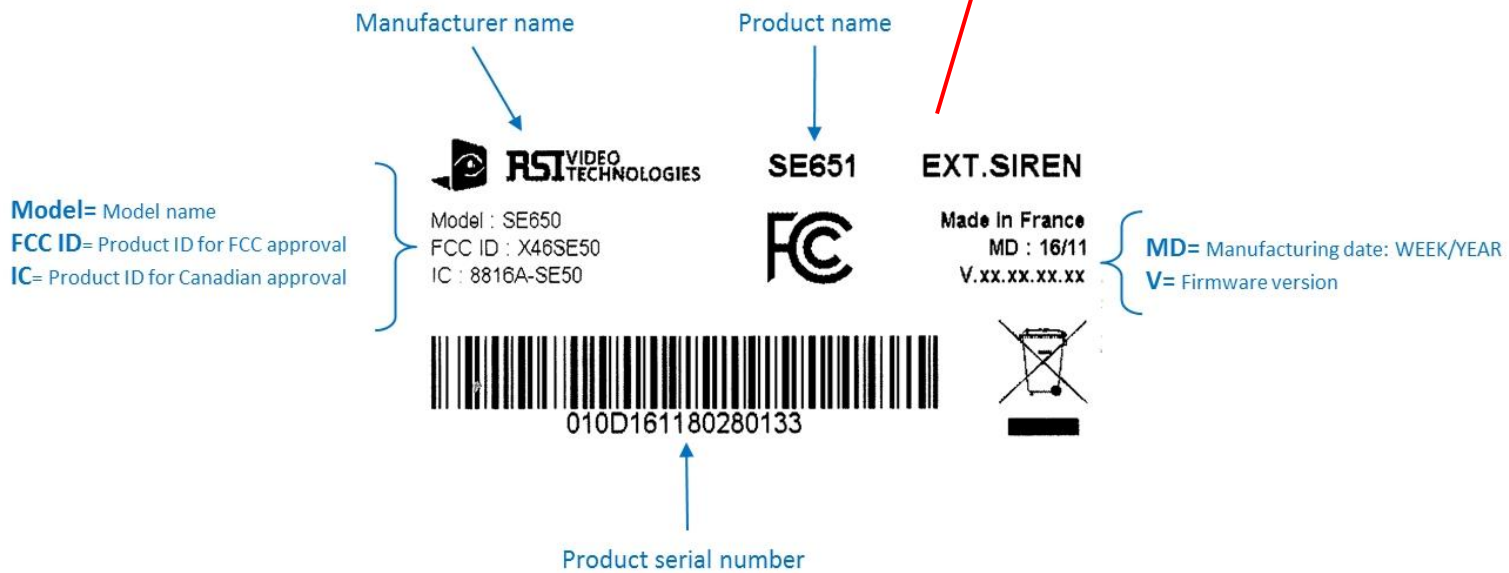 Manufacturer name
Product name
RSI VIDEO TECHNOLOGIES
SE651
EXT.SIREN
Model= Model name
FCC ID= Product ID for FCC approval
IC= Product ID for Canadian approval
Model : SE650
FCC ID : X46SE50
IC : 8816A-SE50
FC
Made In France
MD : 16/11
V.xx.xx.xx.xx
MD= Manufacturing date: WEEK/YEAR
V= Firmware version
010D161180280133
Product serial number